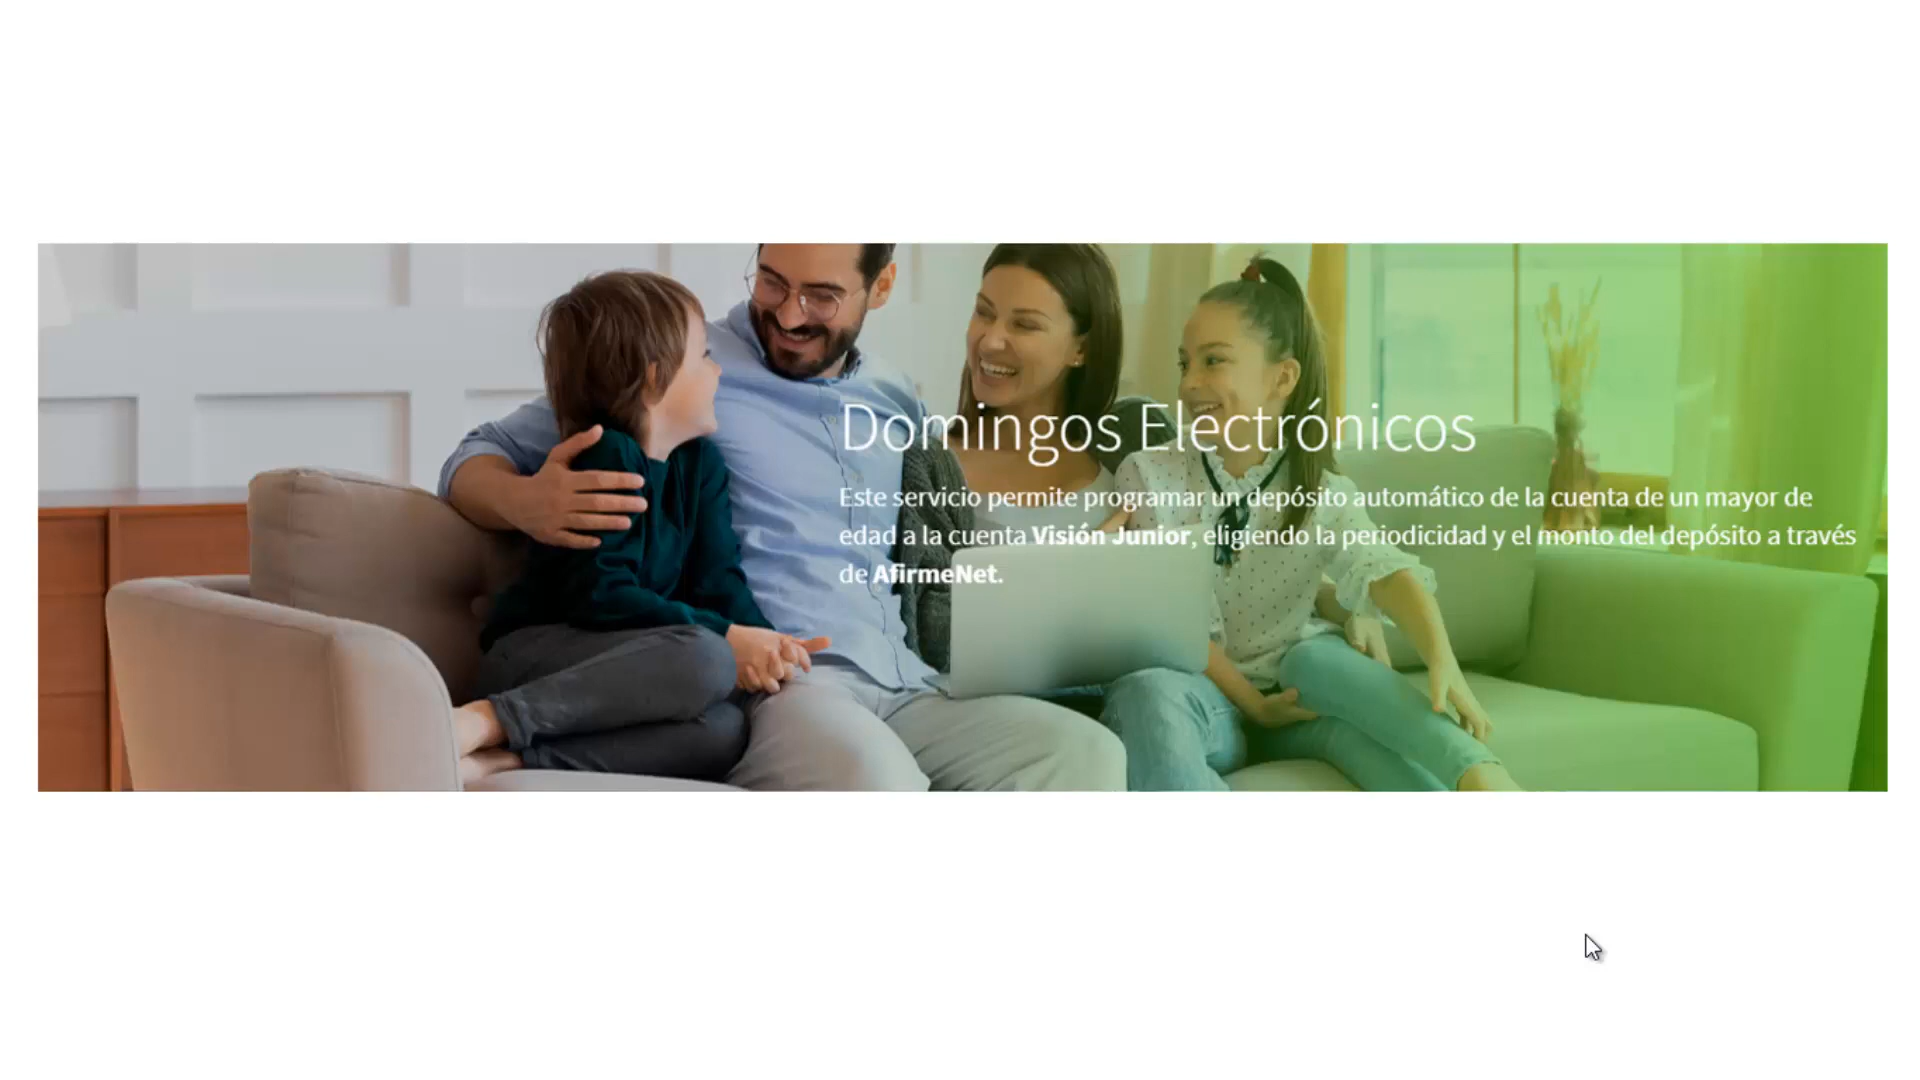 Domingos Electrónicos
Este servicio permite programar un depósito automático de la cuenta de un mayor de
edad a la cuenta Visión Junior, eligiendo la periodicidad y el monto del depósito a través
de AfirmeNet.